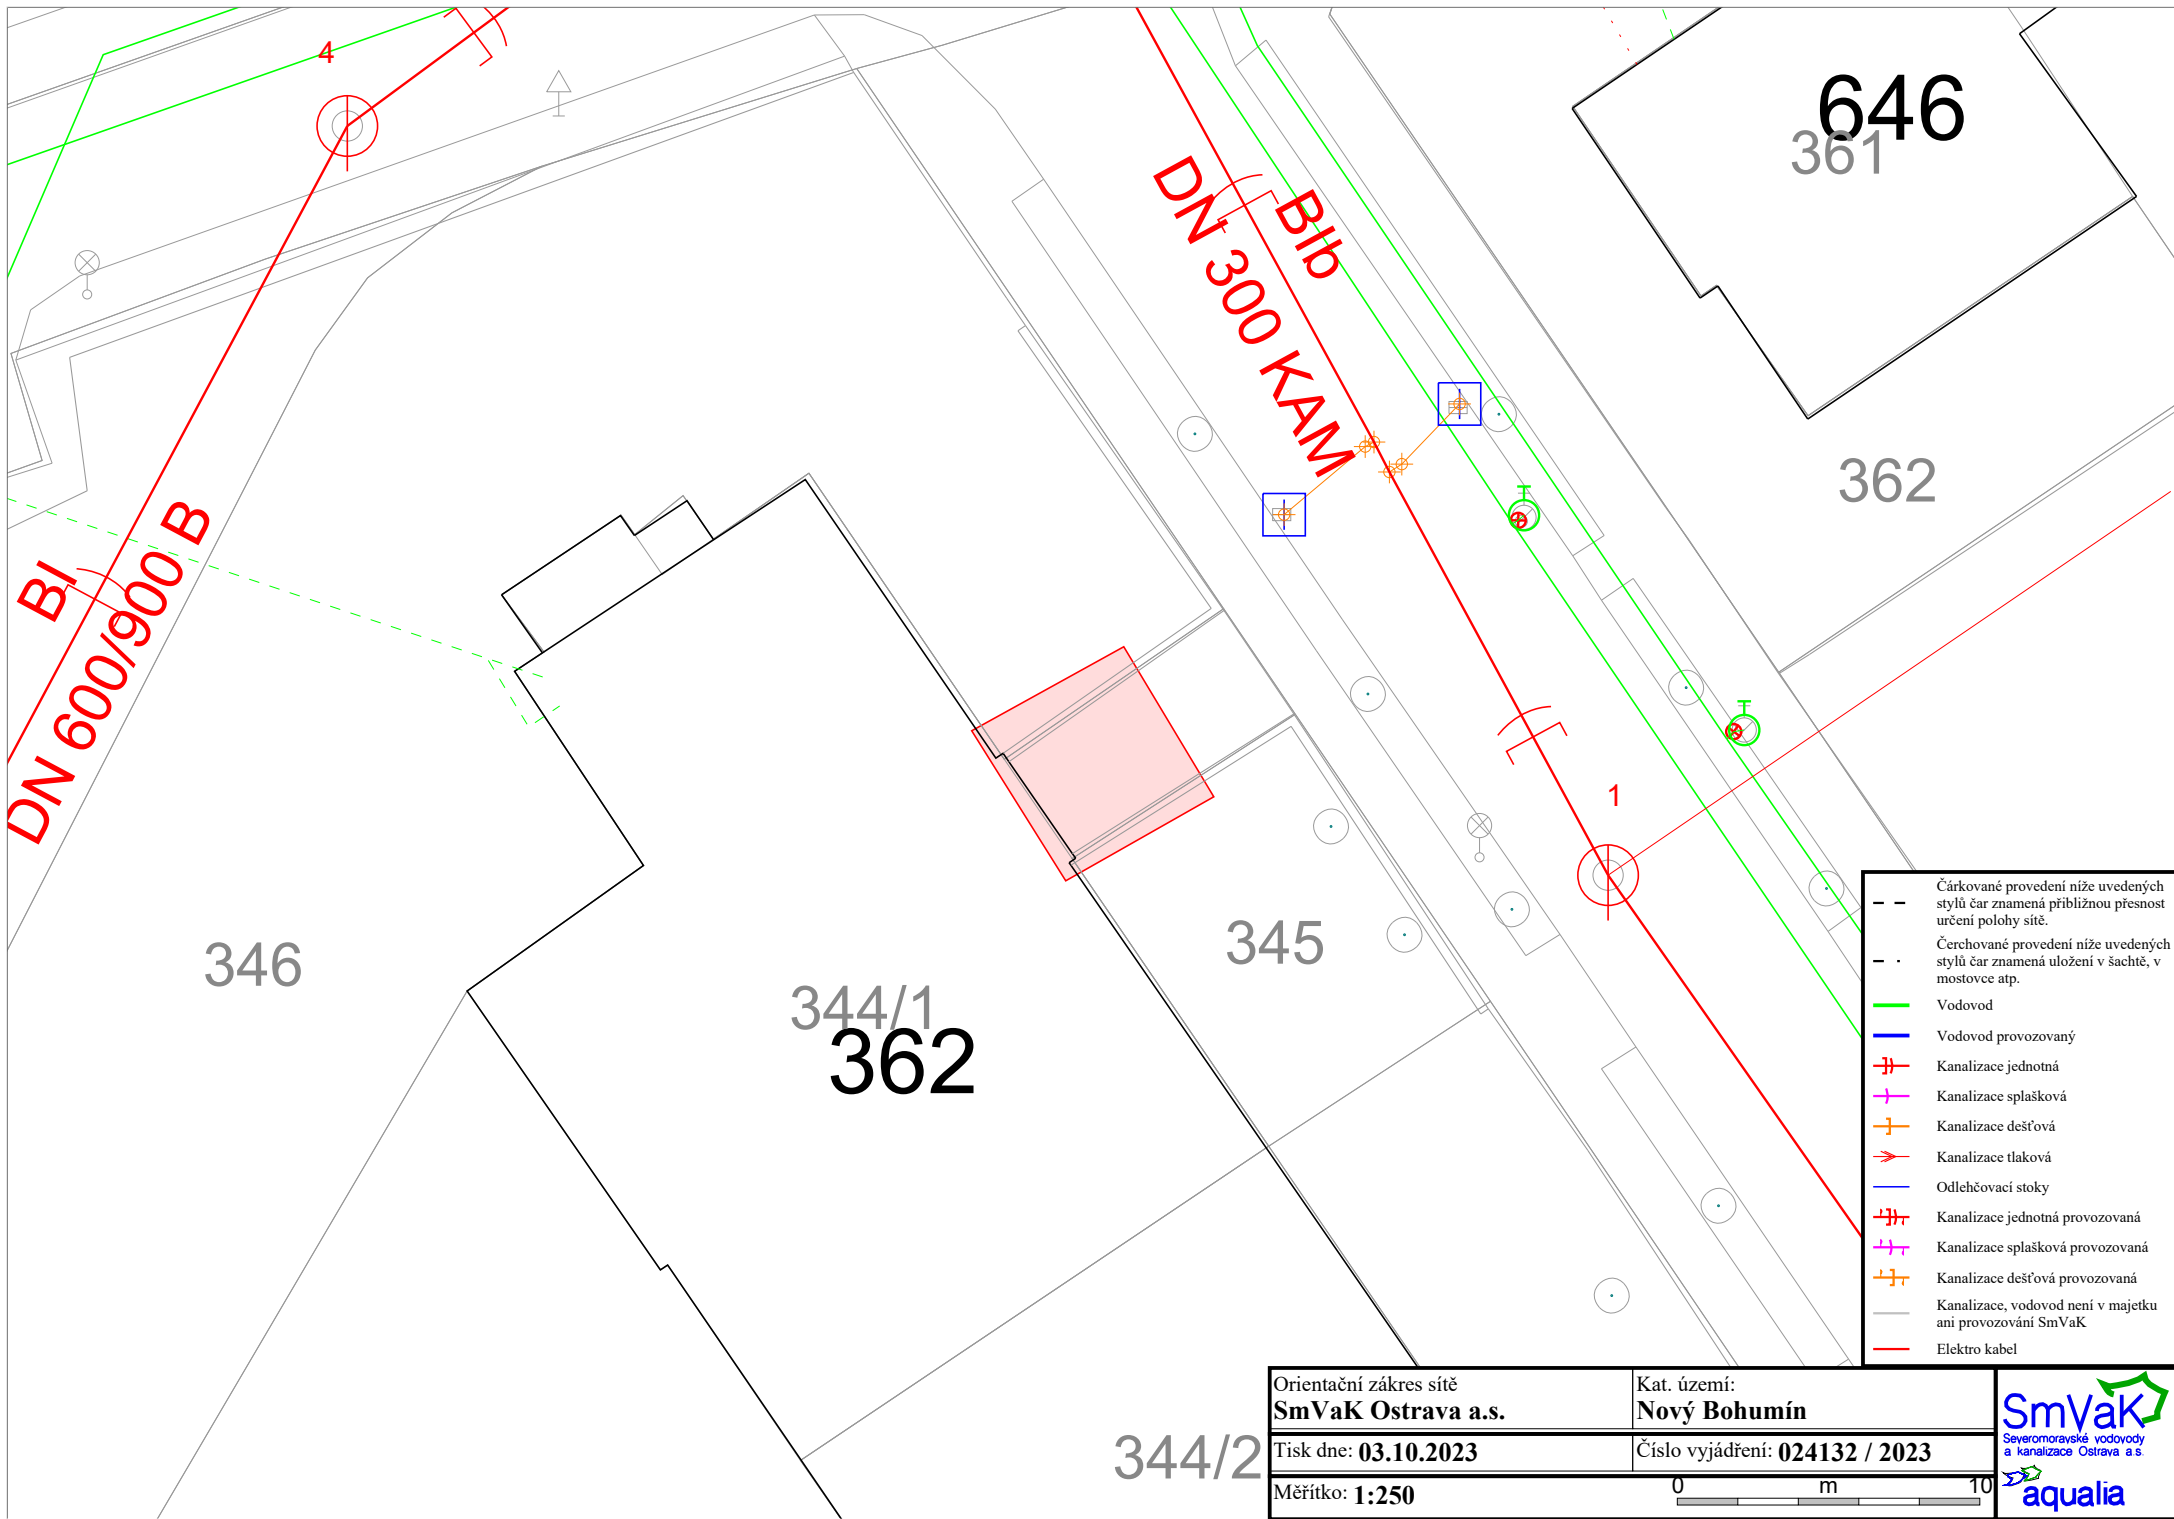 4
646
361
BIb
DN 300 KAM
362
BI
DN 600/900 B
1
346
345
344/1
362
344/2
Čárkované provedení níže uvedených
stylů čar znamená přibližnou přesnost
určení polohy sítě.
Čerchované provedení níže uvedených
stylů čar znamená uložení v šachtě, v
mostovce atp.
Vodovod
Vodovod provozovaný
Kanalizace jednotná
Kanalizace splašková
Kanalizace dešťová
Kanalizace tlaková
Odlehčovací stoky
Kanalizace jednotná provozovaná
Kanalizace splašková provozovaná
Kanalizace dešťová provozovaná
Kanalizace, vodovod není v majetku
ani provozování SmVaK
Elektro kabel
Orientační zákres sítě
SmVaK Ostrava a.s.
Kat. území:
Nový Bohumín
Tisk dne: 03.10.2023
Číslo vyjádření: 024132 / 2023
Měřítko: 1:250
0 m 10
SmVaK
Severomoravské vodovody
a kanalizace Ostrava a.s.
aqualia